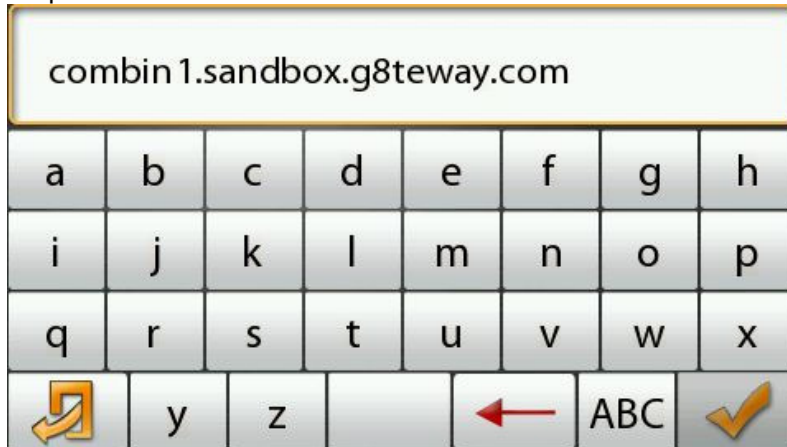 combin1.sandbox.g8teway.com
a b c d e f g h
i j k l m n o p
q r s t u v w x
y z ABC